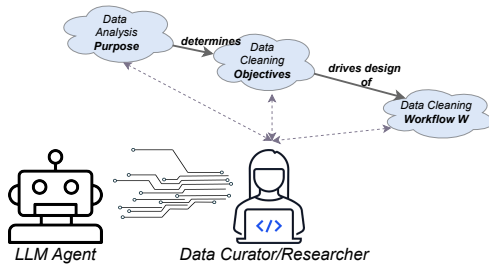 Data
Analysis
Purpose
determines
Data
Cleaning
Objectives
drives design
of
Data Cleaning
Workflow W
</>
LLM Agent
Data Curator/Researcher